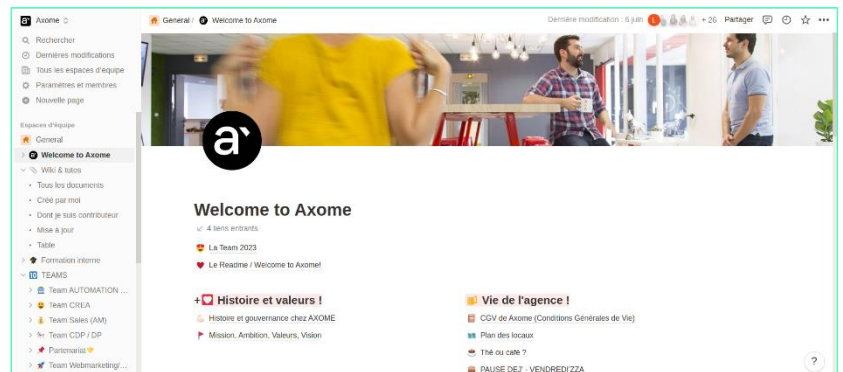 a` Axome
General / a` Welcome to Axome
Dernière modification : 6 juin L + 26 Partager
Rechercher
Dernières modifications
Tous les espaces d'équipe
Paramètres et membres
Nouvelle page
Espaces d'équipe
General
Welcome to Axome
Wiki & tutos
Tous les documents
Créé par moi
Dont je suis contributeur
Mise à jour
Table
Formation interne
TEAMS
Team AUTOMATION ...
Team CREA
Team Sales (AM)
Team CDP / DP
Partenariat
Team Webmarketing/...
a`
Welcome to Axome
4 liens entrants
La Team 2023
Le Readme / Welcome to Axome!
+ Histoire et valeurs !
Histoire et gouvernance chez AXOME
Mission, Ambition, Valeurs, Vision
Vie de l'agence !
CGV de Axome (Conditions Générales de Vie)
Plan des locaux
Thé ou café ?
PAUSE DEJ' - VENDREDI'ZZA
?